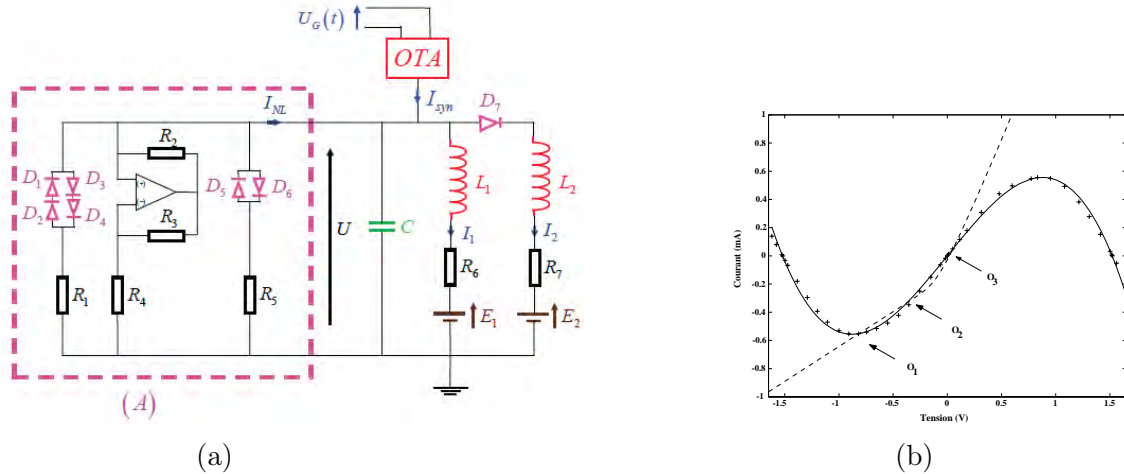 U_G(t)
OTA
I_syn
I_NL
D_7
R_2
D_1
D_3
D_2
D_4
(+)
(-)
R_3
D_5
D_6
R_1
R_4
R_5
U
C
L_1
L_2
I_1
I_2
R_6
R_7
E_1
E_2
(A)
(a)
Courant (mA)
1
0.8
0.6
0.4
0.2
0
-0.2
-0.4
-0.6
-0.8
-1
-1.5
-1
-0.5
0
0.5
1
1.5
Tension (V)
O_3
O_2
O_1
(b)